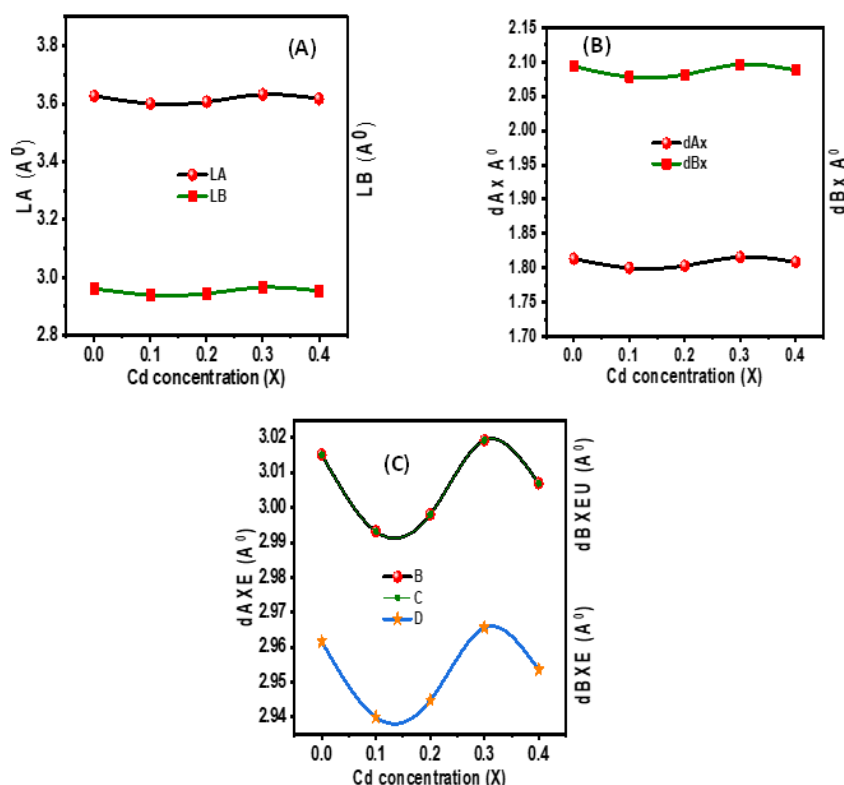 (A)
3.8
3.6
3.4
3.2
3.0
2.8
LA (A⁰)
LB (A⁰)
LA
LB
0.0 0.1 0.2 0.3 0.4
Cd concentration (X)
(B)
2.15
2.10
2.05
2.00
1.95
1.90
1.85
1.80
1.75
1.70
dAx A⁰
dBx A⁰
dAx
dBx
0.0 0.1 0.2 0.3 0.4
Cd concentration (X)
(C)
3.02
3.01
3.00
2.99
2.98
2.97
2.96
2.95
2.94
dAXE (A⁰)
dBXEU (A⁰)
dBXE (A⁰)
B
C
D
0.0 0.1 0.2 0.3 0.4
Cd concentration (X)